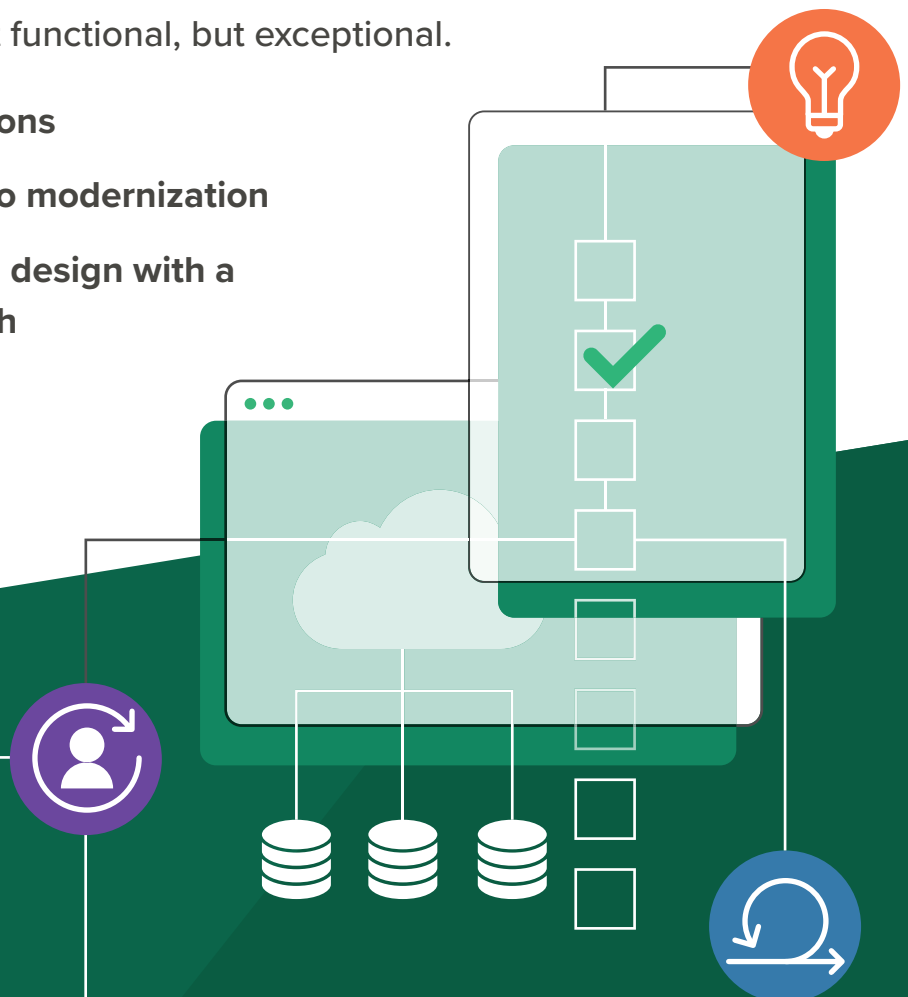 functional, but exceptional.
ons
o modernization
design with a
h